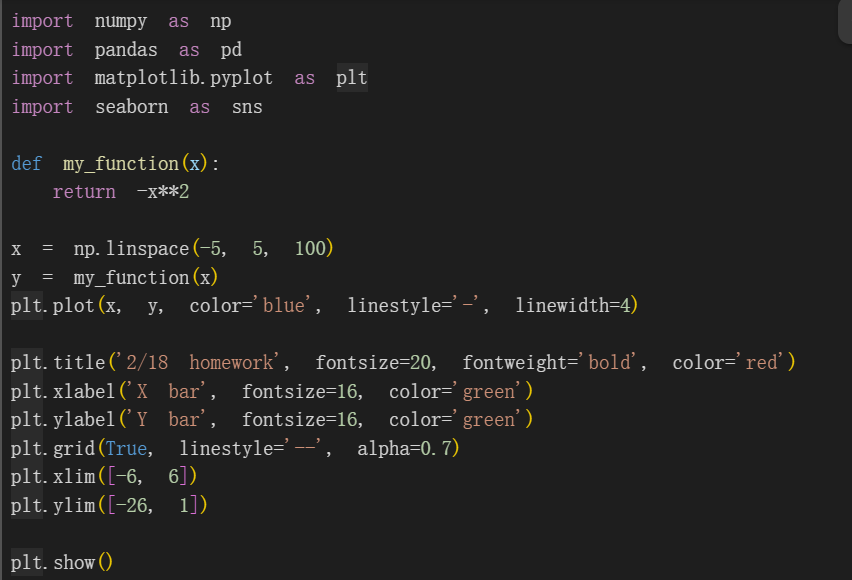 import numpy as np
import pandas as pd
import matplotlib.pyplot as plt
import seaborn as sns
def my_function(x):
    return -x**2
x = np.linspace(-5, 5, 100)
y = my_function(x)
plt.plot(x, y, color='blue', linestyle='-', linewidth=4)
plt.title('2/18 homework', fontsize=20, fontweight='bold', color='red')
plt.xlabel('X bar', fontsize=16, color='green')
plt.ylabel('Y bar', fontsize=16, color='green')
plt.grid(True, linestyle='--', alpha=0.7)
plt.xlim([-6, 6])
plt.ylim([-26, 1])
plt.show()